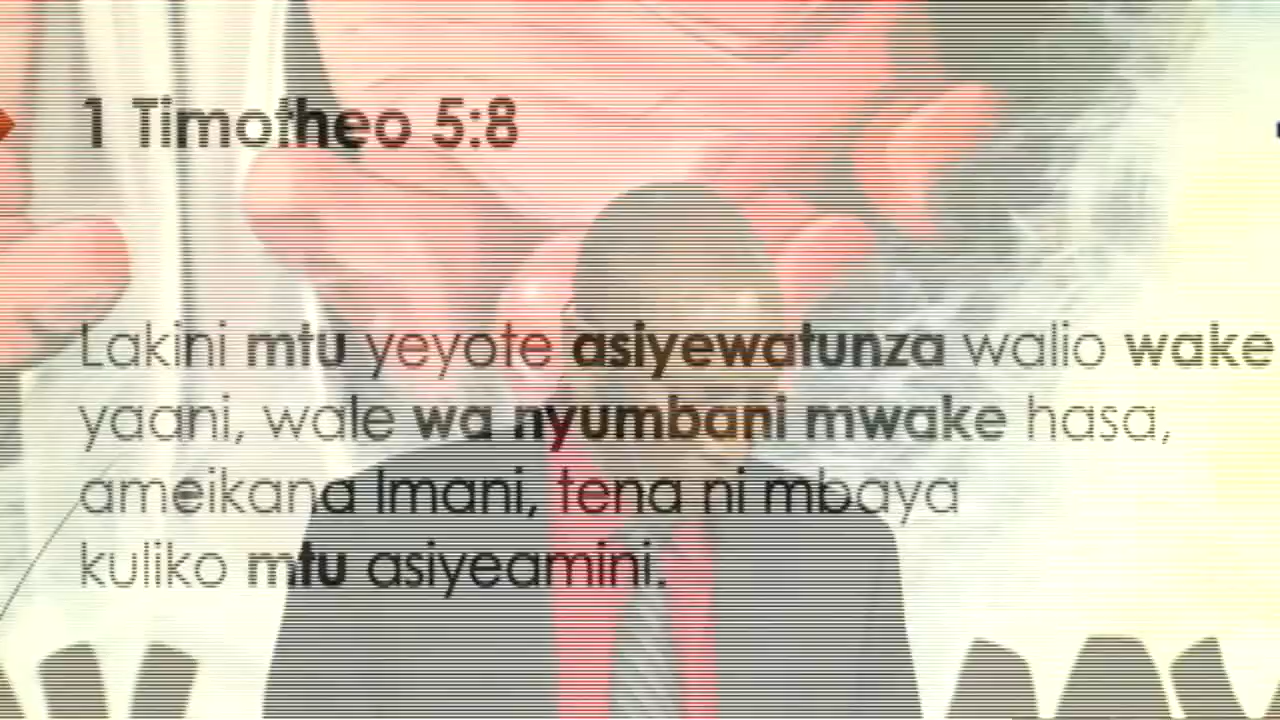 1 Timotheo 5:8
Lakini mtu yeyote asiyewatunza walio wake
yaani, wale wa nyumbani mwake hasa,
ameikana Imani, tena ni mbaya
kuliko mtu asiyeamini.